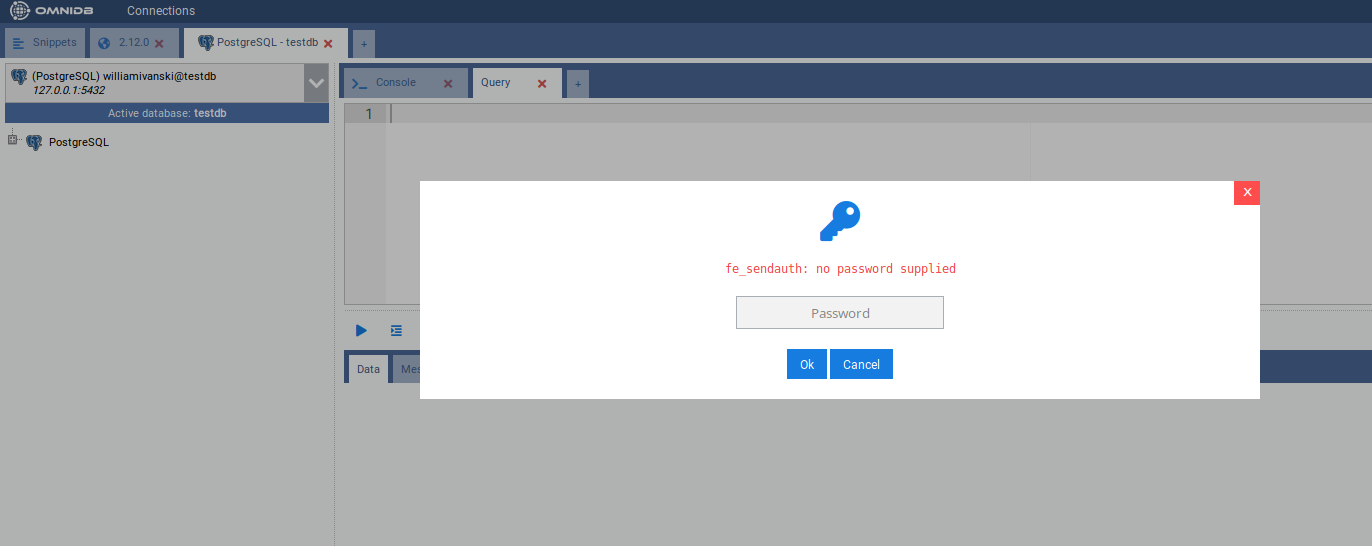 OMNIDB Connections
Snippets 2.12.0 PostgreSQL - testdb +
(PostgreSQL) williamivanski@testdb
127.0.0.1:5432
Active database: testdb
PostgreSQL
Console Query +
1
X
fe_sendauth: no password supplied
Password
Ok Cancel
Data Mes